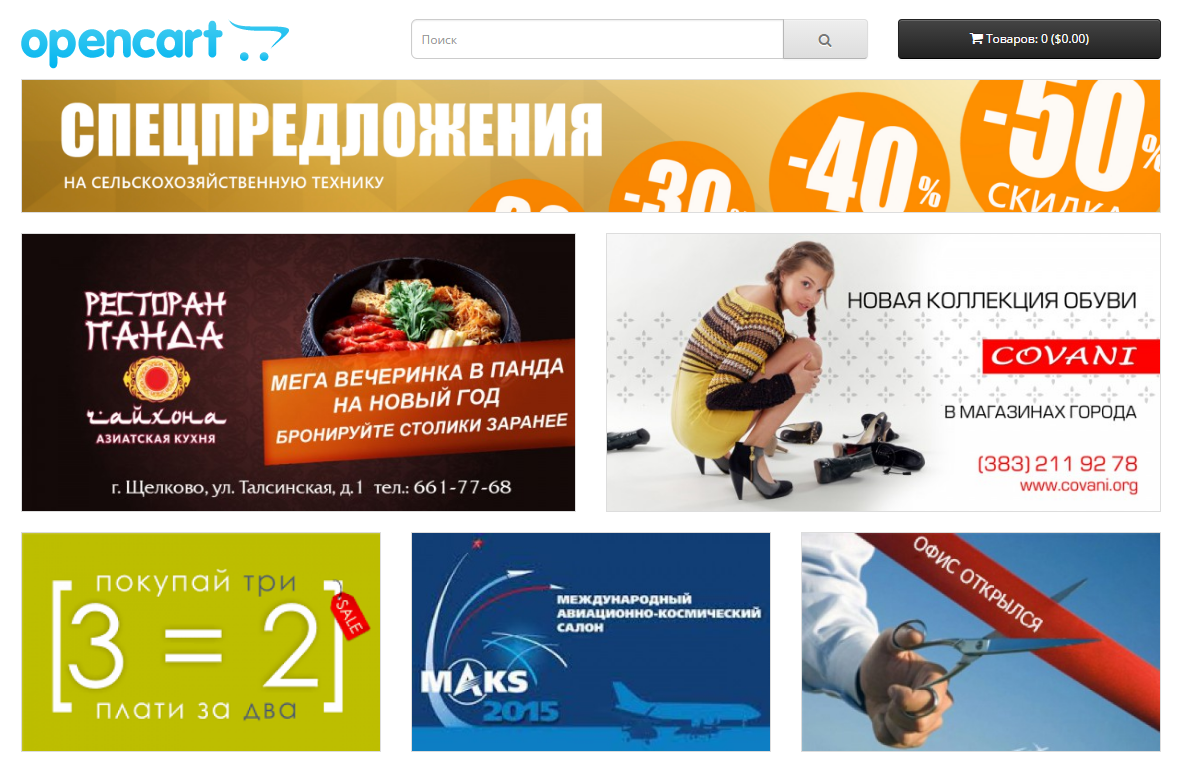 opencart
Поиск
Товаров: 0 ($0.00)
СПЕЦПРЕДЛОЖЕНИЯ
НА СЕЛЬСКОХОЗЯЙСТВЕННУЮ ТЕХНИКУ
-30%
-40%
-50%
СКИДКА
РЕСТОРАН
ПАНДА
чайхона
АЗИАТСКАЯ КУХНЯ
МЕГА ВЕЧЕРИНКА В ПАНДА
НА НОВЫЙ ГОД
БРОНИРУЙТЕ СТОЛИКИ ЗАРАНЕЕ
г. Щелково, ул. Талсинская, д.1 тел.: 661-77-68
НОВАЯ КОЛЛЕКЦИЯ ОБУВИ
COVANI
В МАГАЗИНАХ ГОРОДА
(383) 211 92 78
www.covani.org
покупай три
[3 = 2]
SALE
плати за два
МЕЖДУНАРОДНЫЙ
АВИАЦИОННО-КОСМИЧЕСКИЙ
САЛОН
MAKS
2015
ОФИС ОТКРЫЛСЯ